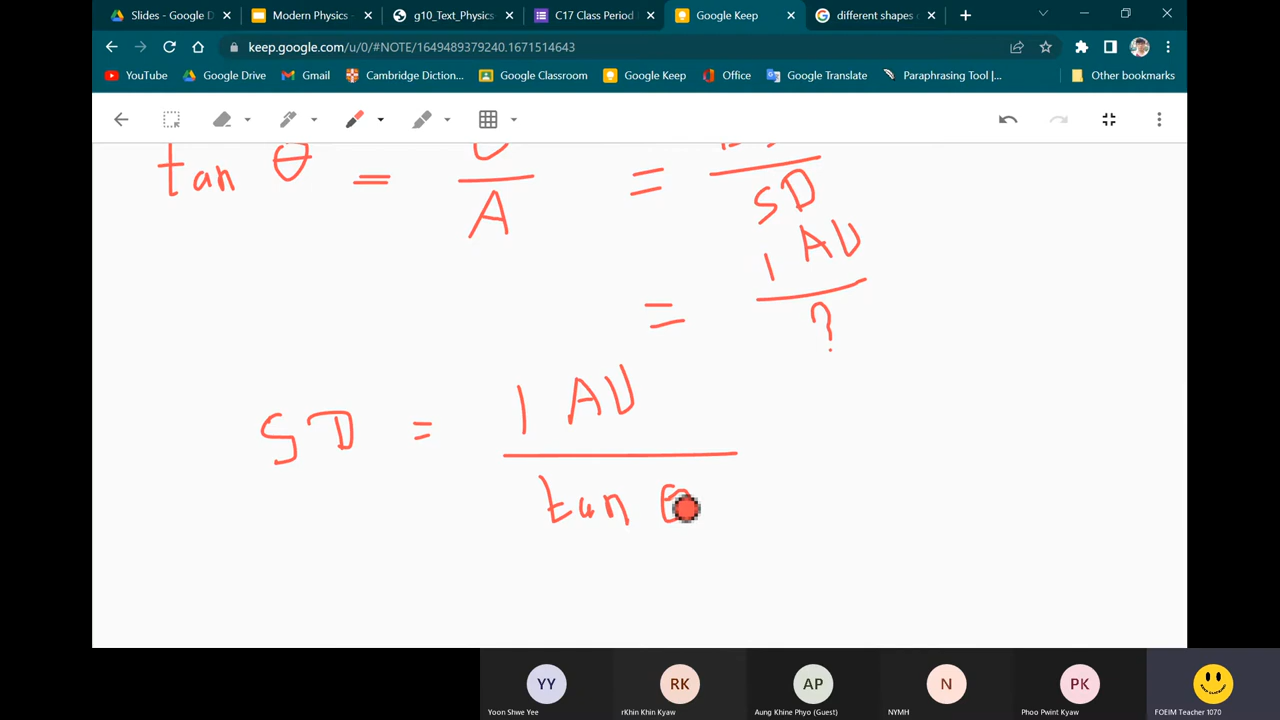 Slides - Google D
Modern Physics -
g10_Text_Physics
C17 Class Period
Google Keep
different shapes
keep.google.com/u/0/#NOTE/1649489379240.1671514643
YouTube
Google Drive
Gmail
Cambridge Diction...
Google Classroom
Google Keep
Office
Google Translate
Paraphrasing Tool |...
Other bookmarks
tan θ = / A = / SD
= 1 AU / ?
SD = 1 AU / tan θ
YY
RK
AP
N
PK
Yoon Shwe Yee
rKhin Khin Kyaw
Aung Khine Phyo (Guest)
NYMH
Phoo Pwint Kyaw
FOEIM Teacher 1070